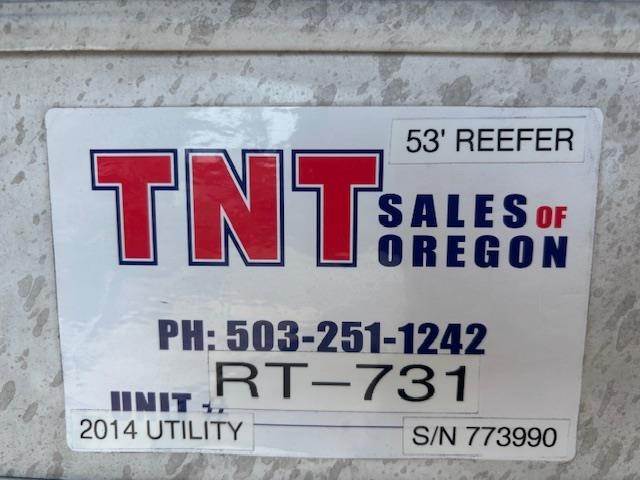 53' REEFER
TNT SALES OF
OREGON
PH: 503-251-1242
UNIT # RT-731
2014 UTILITY
S/N 773990